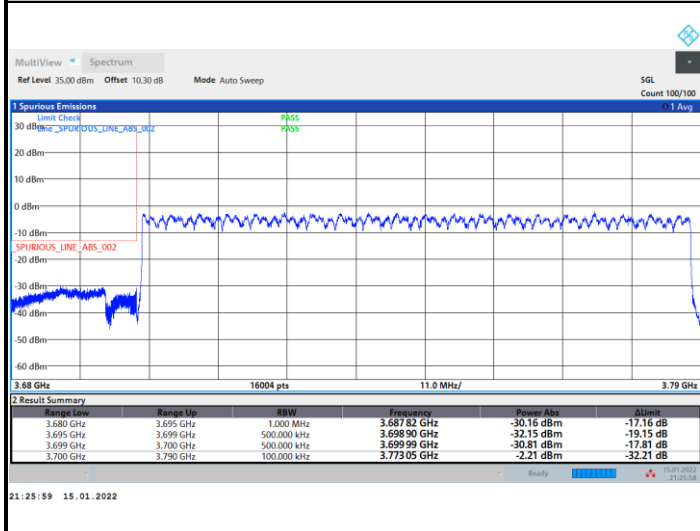 MultiView Spectrum
Ref Level 35.00 dBm Offset 10.30 dB Mode Auto Sweep SGL
Count 100/100
1 Spurious Emissions 1 Avg
Limit Check PASS
30 dBm
Line _SPURIOUS_LINE_ABS_002 PASS
20 dBm
10 dBm
0 dBm
-10 dBm
_SPURIOUS_LINE_ABS_002
-20 dBm
-30 dBm
-40 dBm
-50 dBm
-60 dBm
3.68 GHz 16004 pts 11.0 MHz/ 3.79 GHz
2 Result Summary
Range Low Range Up RBW Frequency Power Abs ΔLimit
3.680 GHz 3.695 GHz 1.000 MHz 3.687 82 GHz -30.16 dBm -17.16 dB
3.695 GHz 3.699 GHz 500.000 kHz 3.698 90 GHz -32.15 dBm -19.15 dB
3.699 GHz 3.700 GHz 500.000 kHz 3.699 99 GHz -30.81 dBm -17.81 dB
3.700 GHz 3.790 GHz 100.000 kHz 3.773 05 GHz -2.21 dBm -32.21 dB
Ready 15.01.2022
21:25:58
21:25:59 15.01.2022